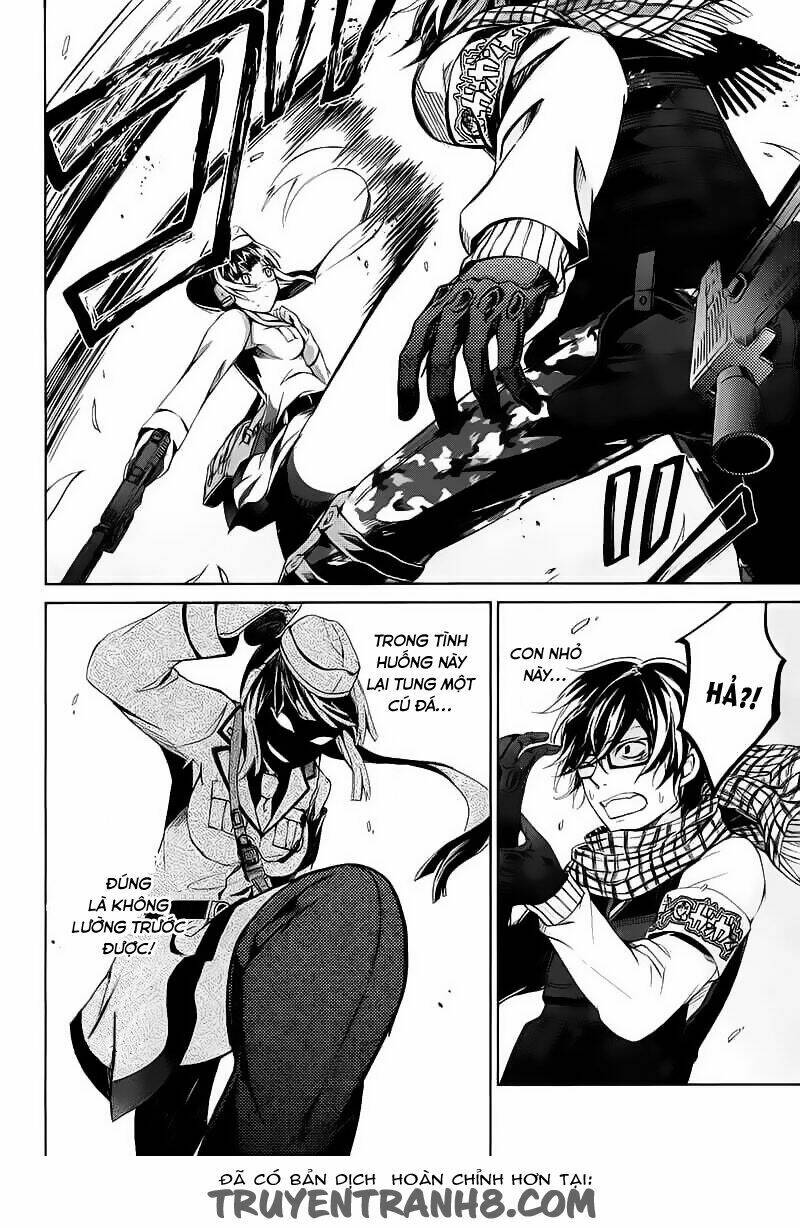 HẢ?!
CON NHỎ
NÀY...
TRONG TÌNH
HUỐNG NÀY
LẠI TUNG MỘT
CÚ ĐÁ...
ĐÚNG
LÀ KHÔNG
LƯỜNG TRƯỚC
ĐƯỢC!
ĐÃ CÓ BẢN DỊCH HOÀN CHỈNH HƠN TẠI:
TRUYENTRANH8.COM